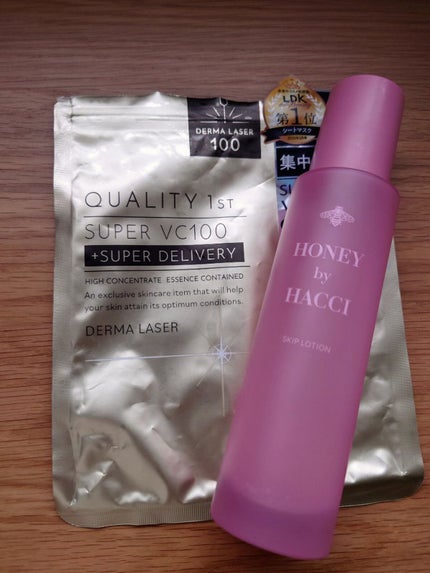 DERMA LASER
100
QUALITY 1ST
SUPER VC100
+SUPER DELIVERY
HIGH CONCENTRATE ESSENCE CONTAINED
An exclusive skincare item that will help
your skin attain its optimum conditions.
DERMA LASER
LDK
第1位
シートマスク
集中
HONEY
by
HACCI
SKIP LOTION